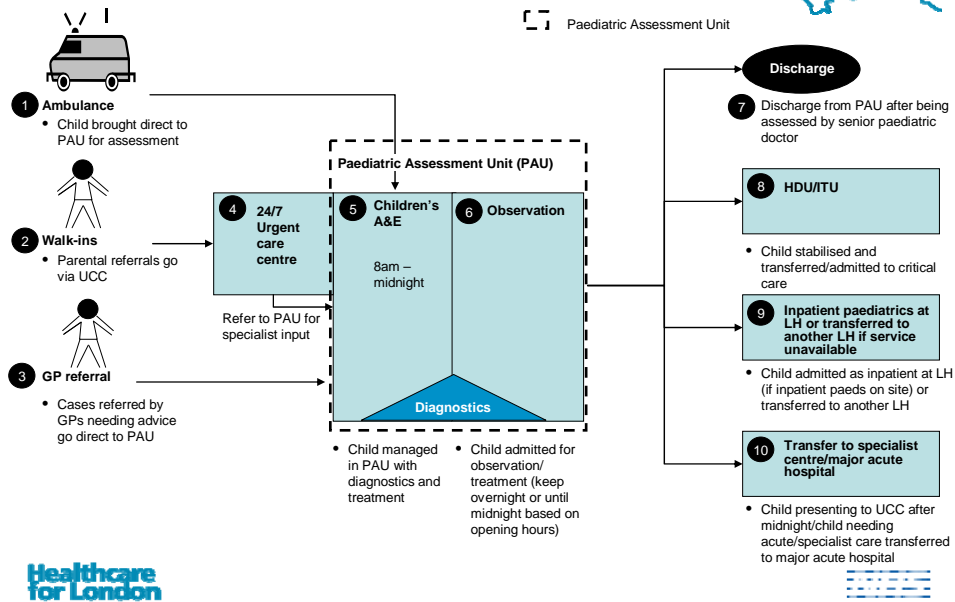 Paediatric Assessment Unit
1 Ambulance
• Child brought direct to
PAU for assessment
2 Walk-ins
• Parental referrals go
via UCC
3 GP referral
• Cases referred by
GPs needing advice
go direct to PAU
4 24/7
Urgent
care
centre
Refer to PAU for
specialist input
Paediatric Assessment Unit (PAU)
5 Children's
A&E
8am –
midnight
6 Observation
Diagnostics
• Child managed
in PAU with
diagnostics and
treatment
• Child admitted for
observation/
treatment (keep
overnight or until
midnight based on
opening hours)
Discharge
7 Discharge from PAU after being
assessed by senior paediatric
doctor
8 HDU/ITU
• Child stabilised and
transferred/admitted to critical
care
9 Inpatient paediatrics at
LH or transferred to
another LH if service
unavailable
• Child admitted as inpatient at LH
(if inpatient paeds on site) or
transferred to another LH
10 Transfer to specialist
centre/major acute
hospital
• Child presenting to UCC after
midnight/child needing
acute/specialist care transferred
to major acute hospital
Healthcare
for London